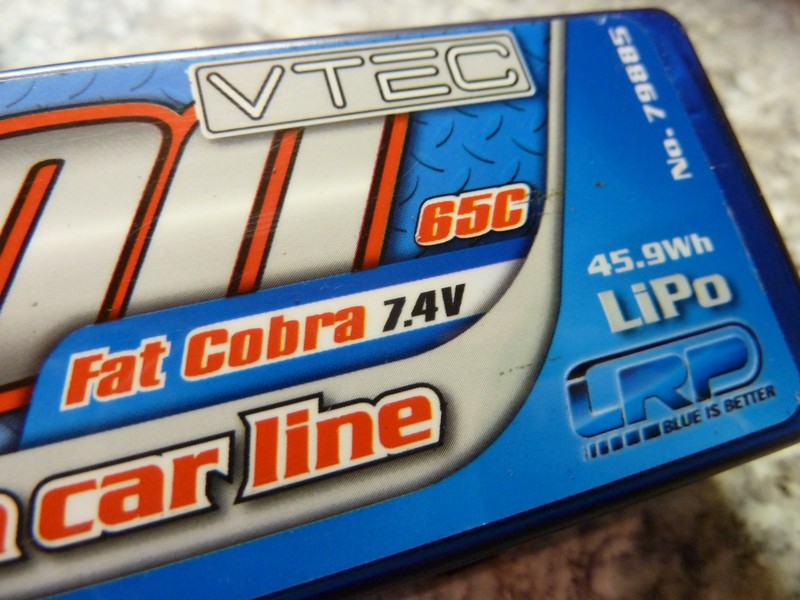 VTEC
No. 79885
65C
45.9Wh
LiPo
Fat Cobra 7.4V
LRP
BLUE IS BETTER
car line